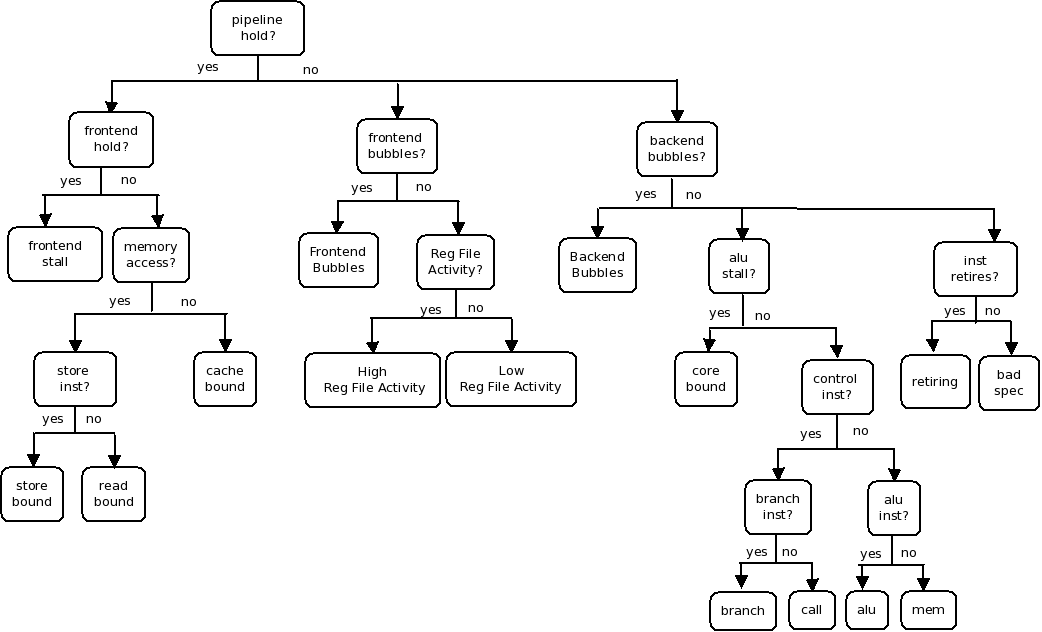 pipeline
hold?
yes
no
frontend
hold?
frontend
bubbles?
backend
bubbles?
yes
no
yes
no
yes
no
frontend
stall
memory
access?
Frontend
Bubbles
Reg File
Activity?
Backend
Bubbles
alu
stall?
inst
retires?
yes
no
yes
no
yes
no
yes
no
store
inst?
cache
bound
High
Reg File Activity
Low
Reg File Activity
core
bound
control
inst?
retiring
bad
spec
yes
no
yes
no
store
bound
read
bound
branch
inst?
alu
inst?
yes
no
yes
no
branch
call
alu
mem